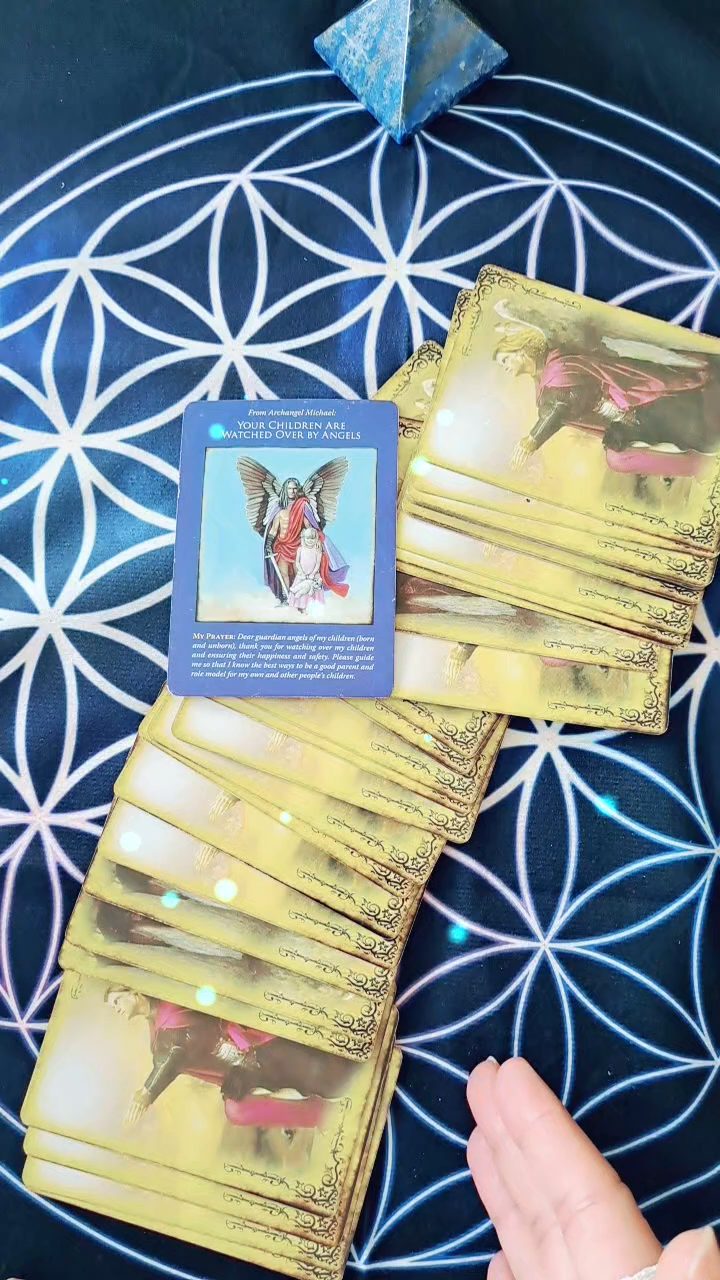 From Archangel Michael:
Your Children Are
Watched Over by Angels
My Prayer: Dear guardian angels of my children (born
and unborn), thank you for watching over my children
and ensuring their happiness and safety. Please guide
me so that I know the best ways to be a good parent and
role model for my own and other people's children.